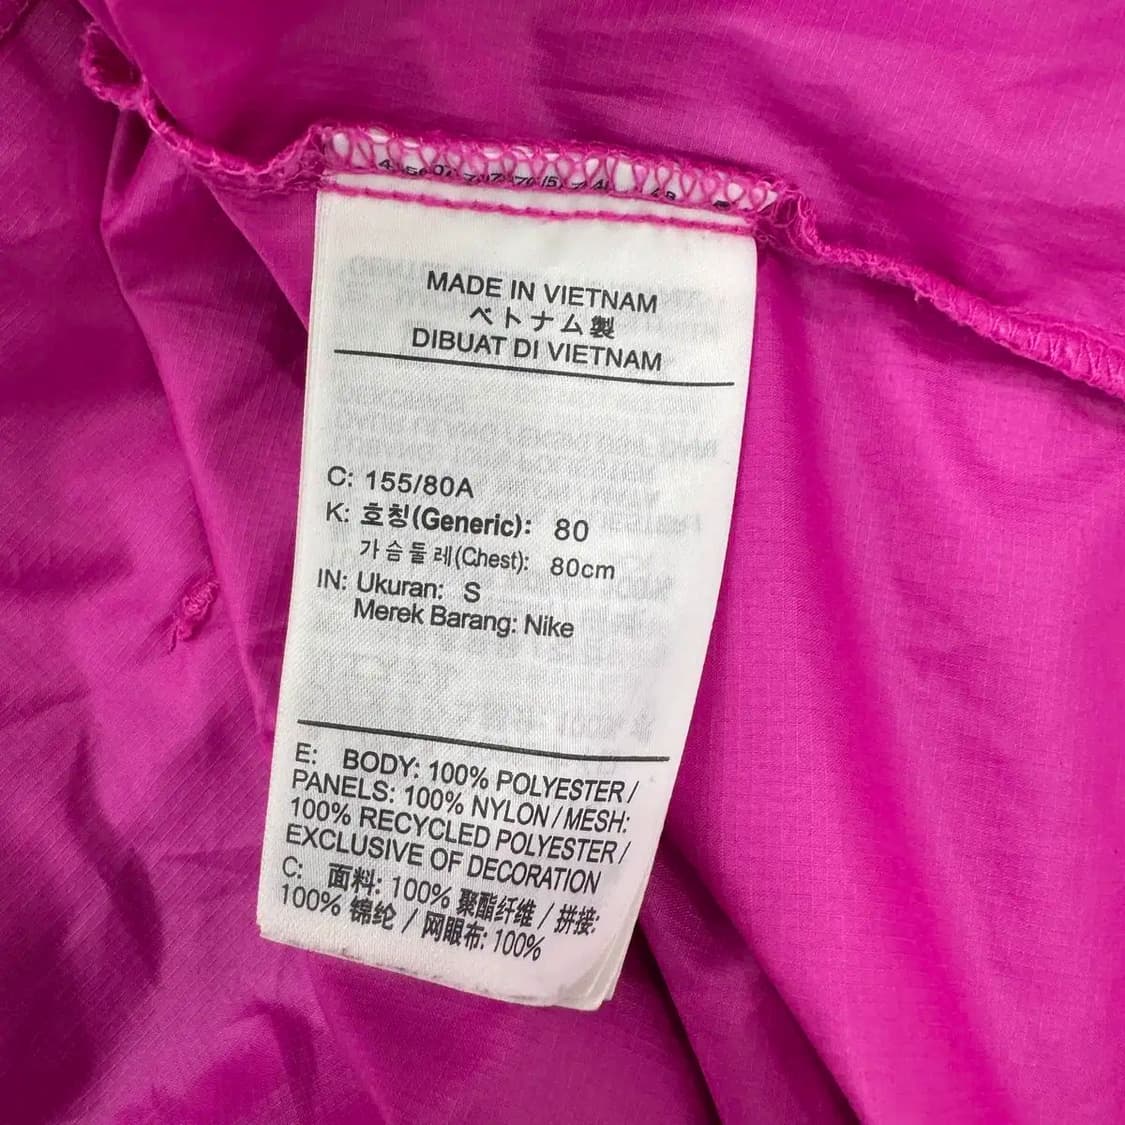 MADE IN VIETNAM
ベトナム製
DIBUAT DI VIETNAM
C: 155/80A
K: 호칭(Generic): 80
가슴둘레(Chest): 80cm
IN: Ukuran: S
Merek Barang: Nike
E: BODY: 100% POLYESTER /
PANELS: 100% NYLON / MESH:
100% RECYCLED POLYESTER /
EXCLUSIVE OF DECORATION
C: 面料: 100% 聚酯纤维 / 拼接:
100% 锦纶 / 网眼布: 100%